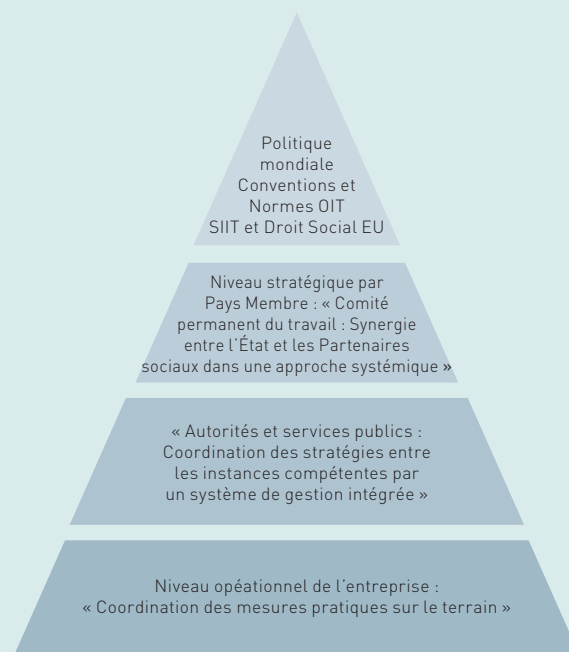 Politique
mondiale
Conventions et
Normes OIT
SIIT et Droit Social EU
Niveau stratégique par
Pays Membre : « Comité
permanent du travail : Synergie
entre l'État et les Partenaires
sociaux dans une approche systémique »
« Autorités et services publics :
Coordination des stratégies entre
les instances compétentes par
un système de gestion intégrée »
Niveau opéationnel de l'entreprise :
« Coordination des mesures pratiques sur le terrain »